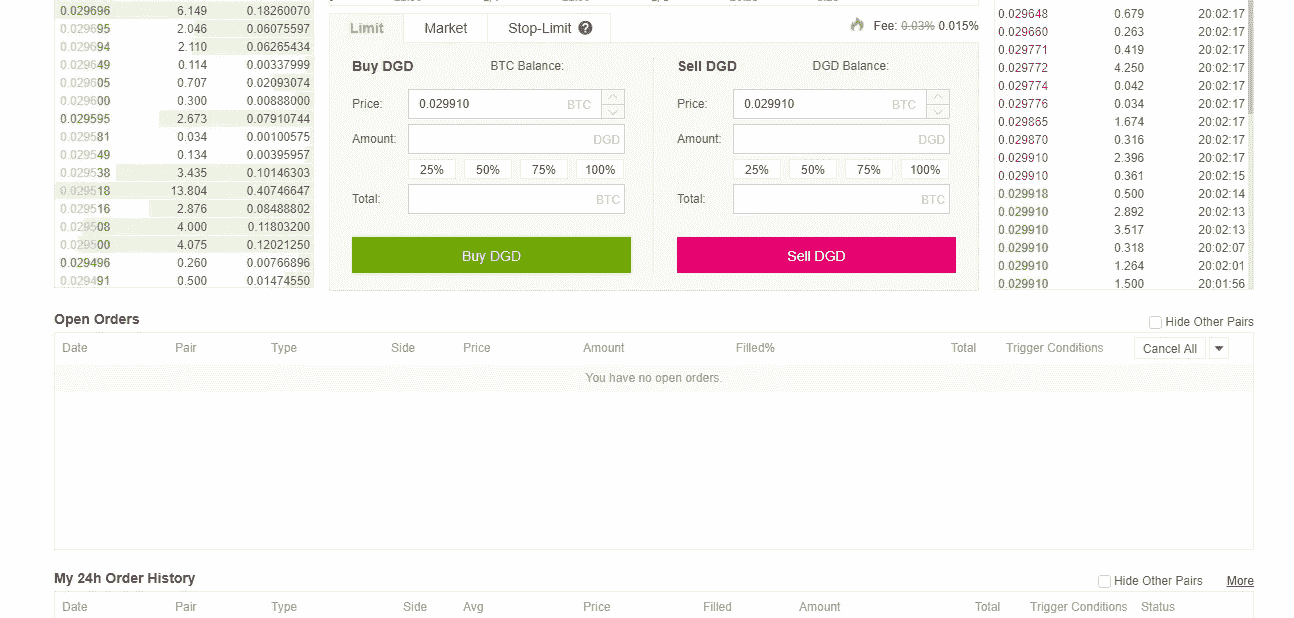 0.029696 6.149 0.18260070
0.029695 2.046 0.06075597
0.029694 2.110 0.06265434
0.029649 0.114 0.00337999
0.029605 0.707 0.02093074
0.029600 0.300 0.00888000
0.029595 2.673 0.07910744
0.029581 0.034 0.00100575
0.029549 0.134 0.00395957
0.029538 3.435 0.10146303
0.029518 13.804 0.40746647
0.029516 2.876 0.08488802
0.029508 4.000 0.11803200
0.029500 4.075 0.12021250
0.029496 0.260 0.00766896
0.029491 0.500 0.01474550
Limit Market Stop-Limit ?
Fee: 0.03% 0.015%
Buy DGD BTC Balance:
Price: 0.029910 BTC
Amount: DGD
25% 50% 75% 100%
Total: BTC
Buy DGD
Sell DGD DGD Balance:
Price: 0.029910 BTC
Amount: DGD
25% 50% 75% 100%
Total: BTC
Sell DGD
0.029648 0.679 20:02:17
0.029660 0.263 20:02:17
0.029771 0.419 20:02:17
0.029772 4.250 20:02:17
0.029774 0.042 20:02:17
0.029776 0.034 20:02:17
0.029865 1.674 20:02:17
0.029870 0.316 20:02:17
0.029910 2.396 20:02:17
0.029910 0.361 20:02:15
0.029918 0.500 20:02:14
0.029910 2.892 20:02:13
0.029910 3.517 20:02:13
0.029910 0.318 20:02:07
0.029910 1.264 20:02:01
0.029910 1.500 20:01:56
Open Orders Hide Other Pairs
Date Pair Type Side Price Amount Filled% Total Trigger Conditions Cancel All
You have no open orders.
My 24h Order History Hide Other Pairs More
Date Pair Type Side Avg Price Filled Amount Total Trigger Conditions Status